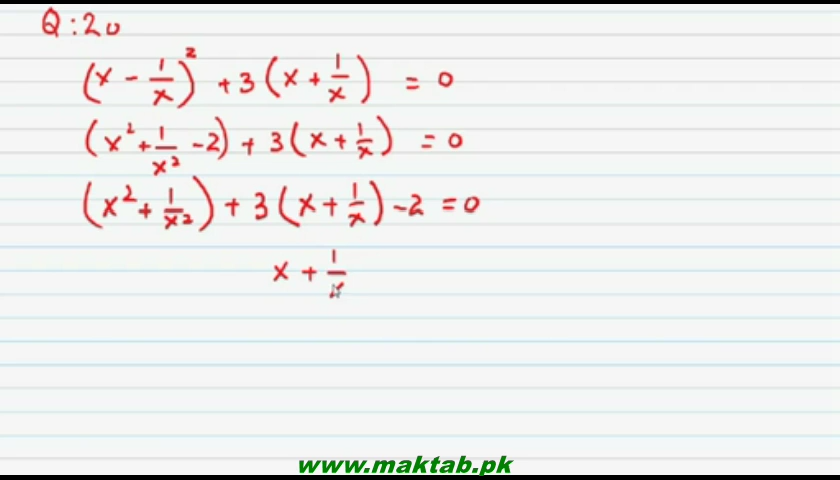 Q:20
(x - 1/x)² + 3(x + 1/x) = 0
(x² + 1/x² - 2) + 3(x + 1/x) = 0
(x² + 1/x²) + 3(x + 1/x) - 2 = 0
x + 1/x
www.maktab.pk